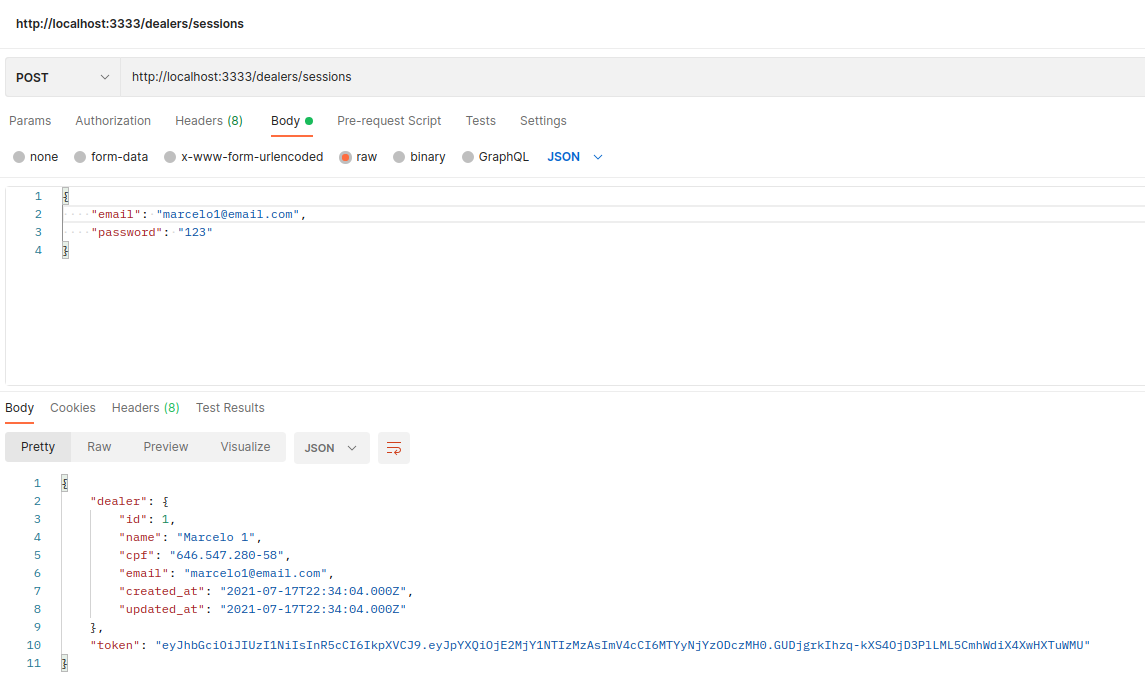 http://localhost:3333/dealers/sessions
POST http://localhost:3333/dealers/sessions
Params Authorization Headers (8) Body Pre-request Script Tests Settings
none form-data x-www-form-urlencoded raw binary GraphQL JSON
1 {
2 "email": "marcelo1@email.com",
3 "password": "123"
4 }
Body Cookies Headers (8) Test Results
Pretty Raw Preview Visualize JSON
1 {
2 "dealer": {
3 "id": 1,
4 "name": "Marcelo 1",
5 "cpf": "646.547.280-58",
6 "email": "marcelo1@email.com",
7 "created_at": "2021-07-17T22:34:04.000Z",
8 "updated_at": "2021-07-17T22:34:04.000Z"
9 },
10 "token": "eyJhbGciOiJIUzI1NiIsInR5cCI6IkpXVCJ9.eyJpYXQiOjE2MjY1NTIzMzAsImV4cCI6MTYyNjYzODczMH0.GUDjgrkIhzq-kXS4OjD3PlLML5CmhWdiX4XwHXTuWMU"
11 }